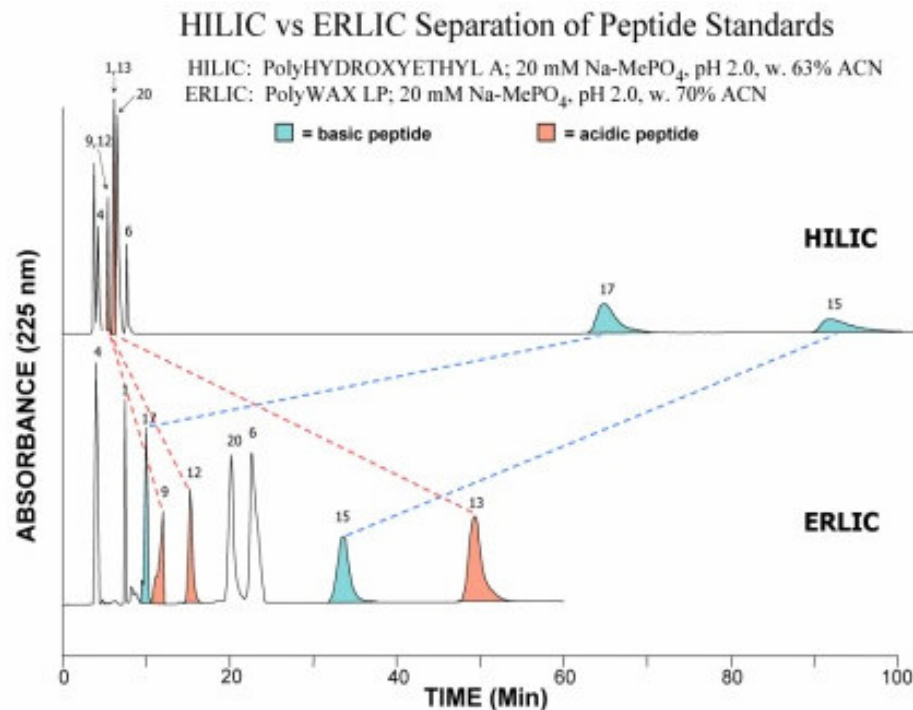 HILIC vs ERLIC Separation of Peptide Standards
HILIC: PolyHYDROXYETHYL A; 20 mM Na-MePO₄, pH 2.0, w. 63% ACN
ERLIC: PolyWAX LP; 20 mM Na-MePO₄, pH 2.0, w. 70% ACN
= basic peptide = acidic peptide
1,13
20
9,12
4
6
HILIC
17
15
4
1
17
9
12
20
6
15
13
ERLIC
ABSORBANCE (225 nm)
0 20 40 60 80 100
TIME (Min)